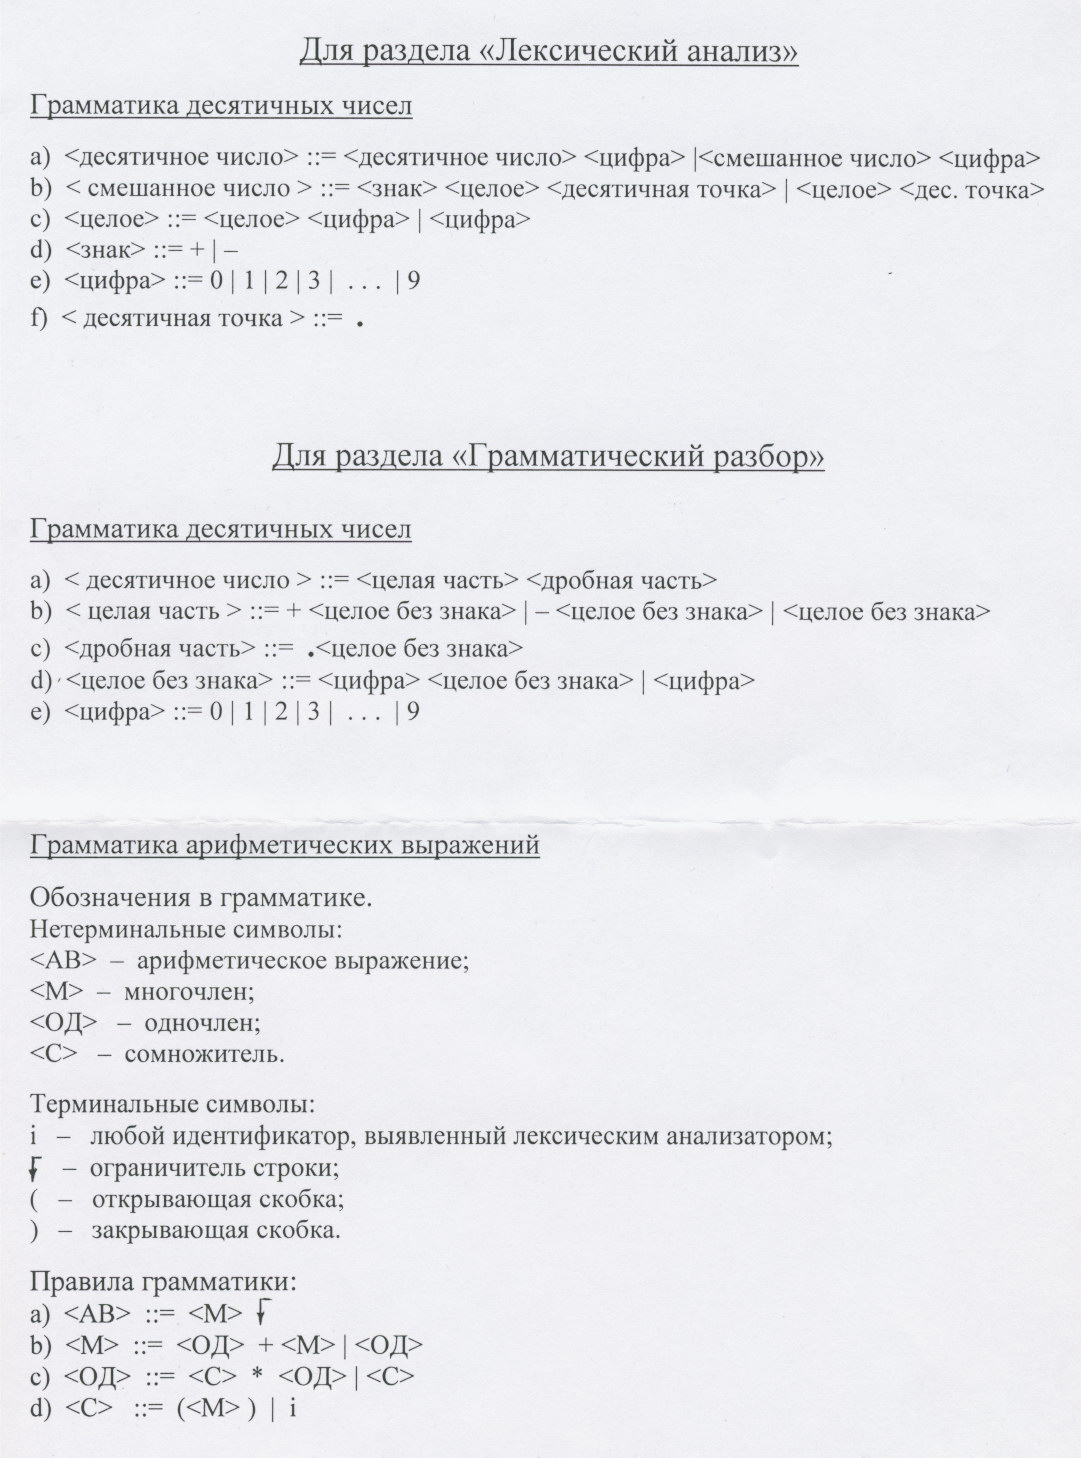 Для раздела «Лексический анализ»
Грамматика десятичных чисел
a) <десятичное число> ::= <десятичное число> <цифра> |<смешанное число> <цифра>
b) < смешанное число > ::= <знак> <целое> <десятичная точка> | <целое> <дес. точка>
c) <целое> ::= <целое> <цифра> | <цифра>
d) <знак> ::= + | –
e) <цифра> ::= 0 | 1 | 2 | 3 | . . . | 9
f) < десятичная точка > ::= .
Для раздела «Грамматический разбор»
Грамматика десятичных чисел
a) < десятичное число > ::= <целая часть> <дробная часть>
b) < целая часть > ::= + <целое без знака> | – <целое без знака> | <целое без знака>
c) <дробная часть> ::= .<целое без знака>
d) <целое без знака> ::= <цифра> <целое без знака> | <цифра>
e) <цифра> ::= 0 | 1 | 2 | 3 | . . . | 9
Грамматика арифметических выражений
Обозначения в грамматике.
Нетерминальные символы:
<АВ> – арифметическое выражение;
<М> – многочлен;
<ОД> – одночлен;
<С> – сомножитель.
Терминальные символы:
i – любой идентификатор, выявленный лексическим анализатором;
– ограничитель строки;
( – открывающая скобка;
) – закрывающая скобка.
Правила грамматики:
a) <АВ> ::= <М>
b) <М> ::= <ОД> + <М> | <ОД>
c) <ОД> ::= <С> * <ОД> | <С>
d) <С> ::= (<М> ) | i